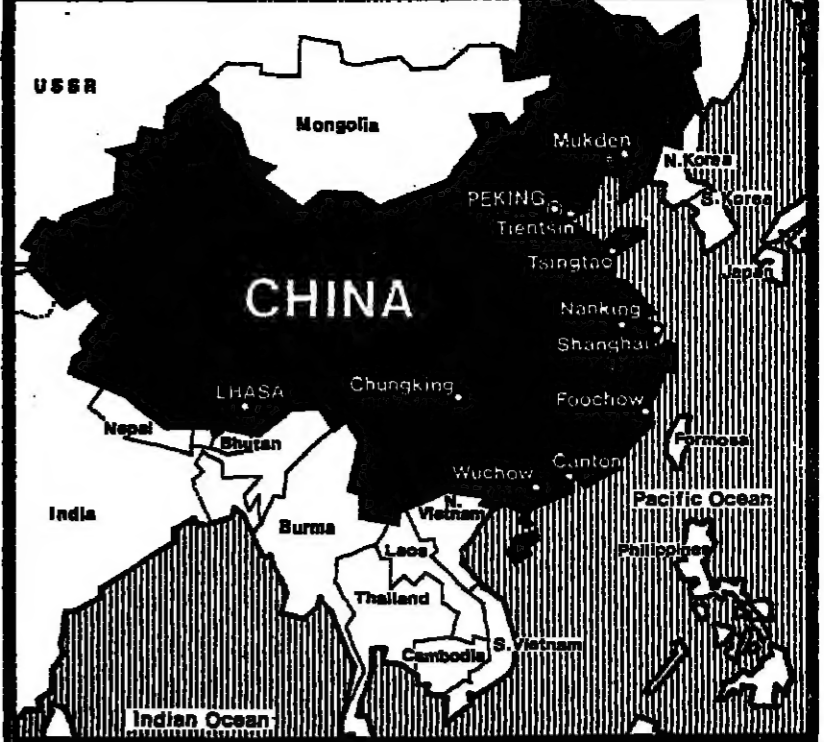 USSR
Mongolia
Mukden
N.Korea
PEKING
S.Korea
Tientsin
Tsingtao
Japan
CHINA
Nanking
Shanghai
LHASA
Chungking
Foochow
Nepal
Bhutan
Formosa
Wuchow
Canton
India
Burma
N.
Vietnam
Pacific Ocean
Laos
Philippines
Thailand
Cambodia
S.Vietnam
Indian Ocean